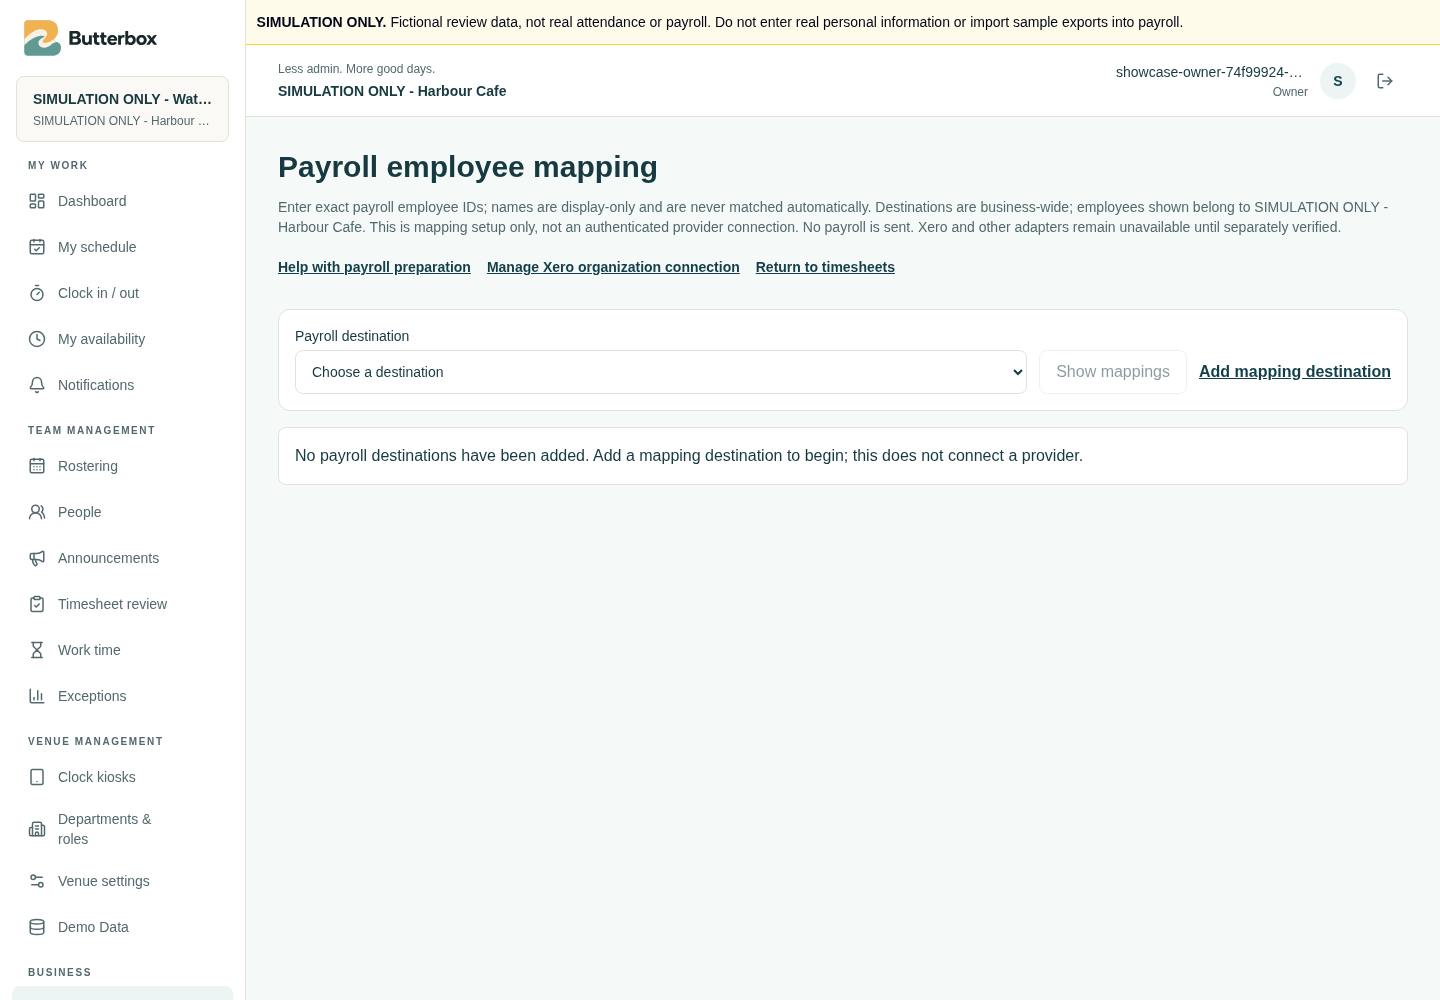 Butterbox
SIMULATION ONLY - Wat...
SIMULATION ONLY - Harbour ...
MY WORK
Dashboard
My schedule
Clock in / out
My availability
Notifications
TEAM MANAGEMENT
Rostering
People
Announcements
Timesheet review
Work time
Exceptions
VENUE MANAGEMENT
Clock kiosks
Departments &
roles
Venue settings
Demo Data
BUSINESS
SIMULATION ONLY. Fictional review data, not real attendance or payroll. Do not enter real personal information or import sample exports into payroll.
Less admin. More good days.
SIMULATION ONLY - Harbour Cafe
showcase-owner-74f99924-...
Owner
S
Payroll employee mapping
Enter exact payroll employee IDs; names are display-only and are never matched automatically. Destinations are business-wide; employees shown belong to SIMULATION ONLY -
Harbour Cafe. This is mapping setup only, not an authenticated provider connection. No payroll is sent. Xero and other adapters remain unavailable until separately verified.
Help with payroll preparation Manage Xero organization connection Return to timesheets
Payroll destination
Choose a destination Show mappings Add mapping destination
No payroll destinations have been added. Add a mapping destination to begin; this does not connect a provider.